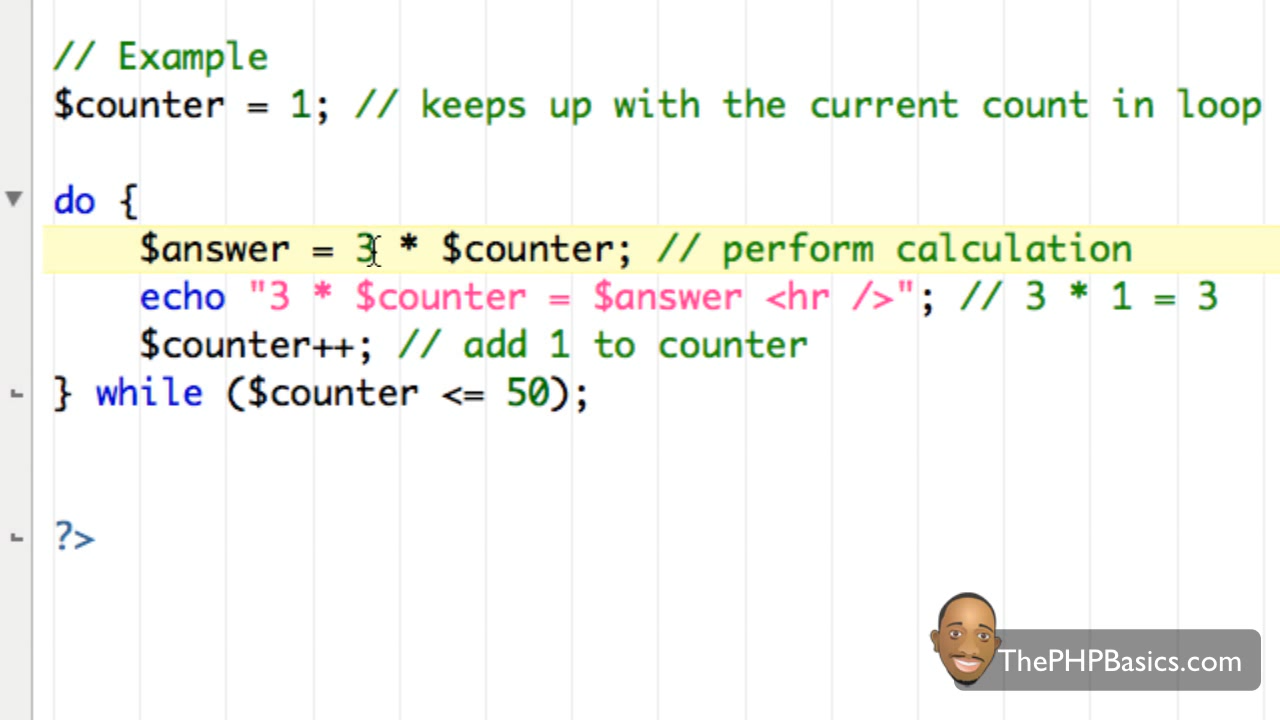 // Example
$counter = 1; // keeps up with the current count in loop
do {
$answer = 3 * $counter; // perform calculation
echo "3 * $counter = $answer <hr />"; // 3 * 1 = 3
$counter++; // add 1 to counter
} while ($counter <= 50);
?>
ThePHPBasics.com